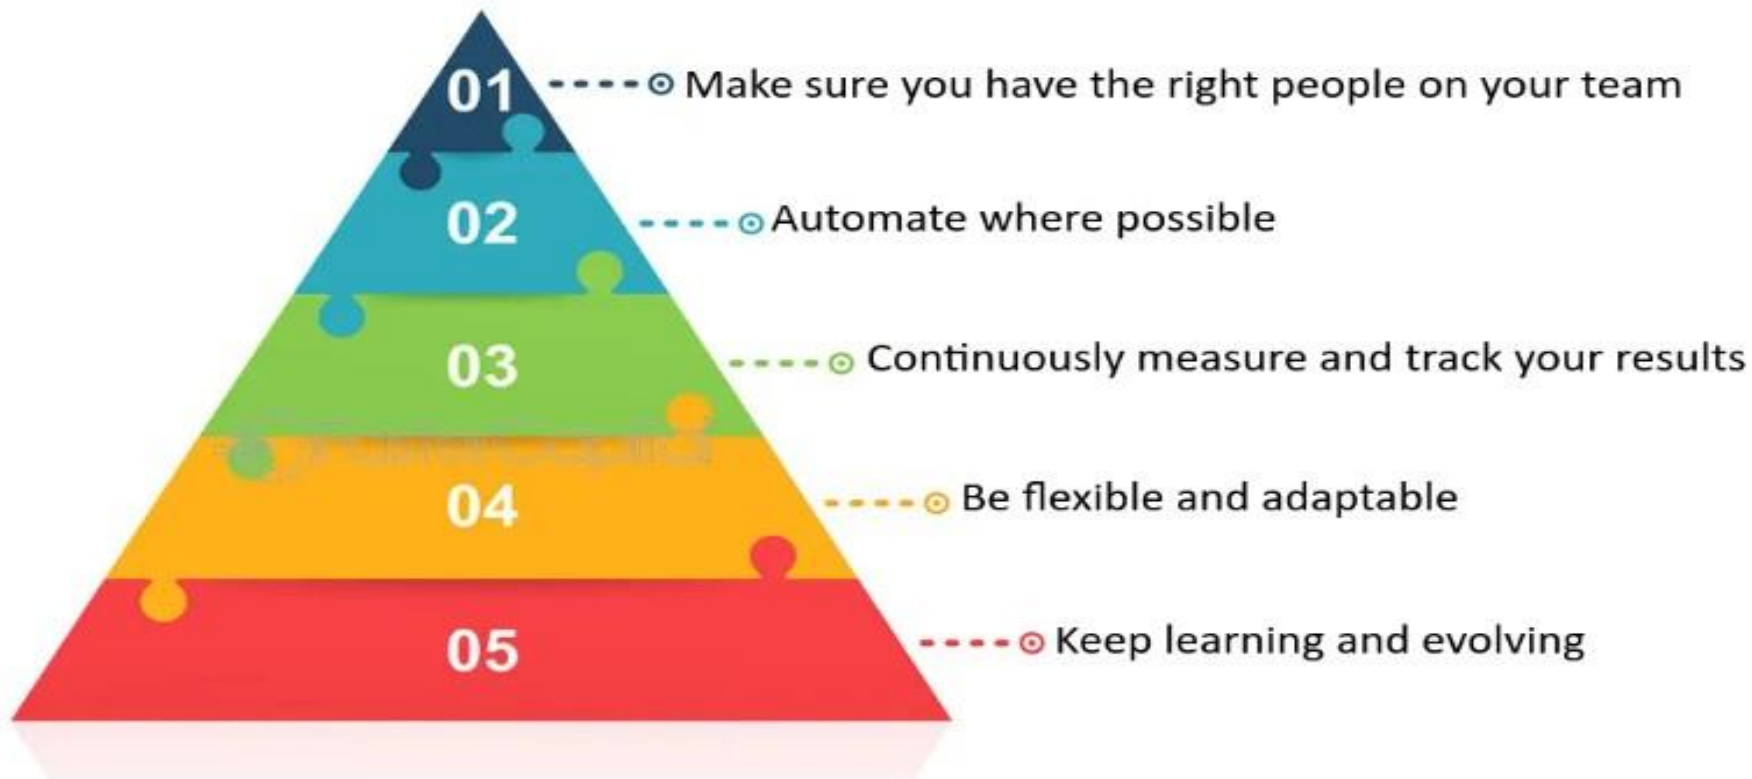 01
Make sure you have the right people on your team
02
Automate where possible
03
Continuously measure and track your results
04
Be flexible and adaptable
05
Keep learning and evolving